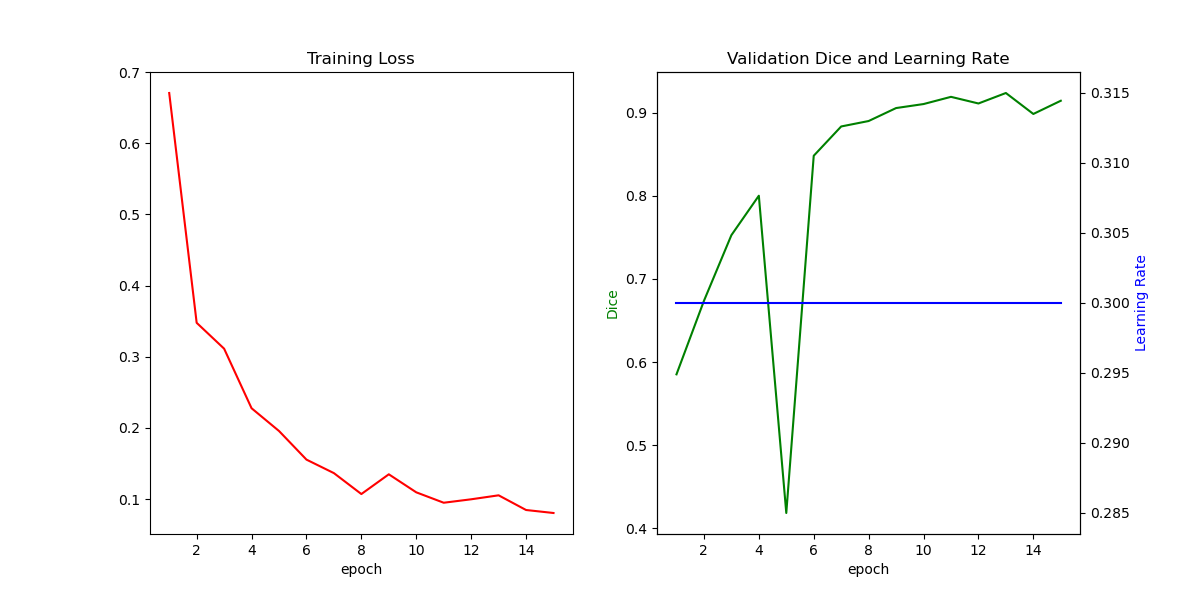 Training Loss
0.7
0.6
0.5
0.4
0.3
0.2
0.1
2 4 6 8 10 12 14
epoch
Validation Dice and Learning Rate
Dice
0.9
0.8
0.7
0.6
0.5
0.4
2 4 6 8 10 12 14
epoch
0.315
0.310
0.305
0.300
0.295
0.290
0.285
Learning Rate